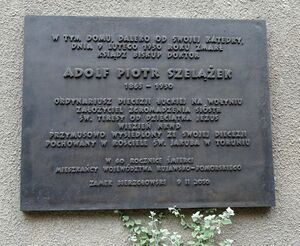 W TYM DOMU, DALEKO OD SWOJEJ KATEDRY,
DNIA 9 LUTEGO 1950 ROKU ZMARŁ
KSIĄDZ BISKUP DOKTOR
ADOLF PIOTR SZELĄŻEK
1865 – 1950
ORDYNARIUSZ DIECEZJI ŁUCKIEJ NA WOŁYNIU
ZAŁOŻYCIEL ZGROMADZENIA SIÓSTR
ŚW. TERESY OD DZIECIĄTKA JEZUS
WIĘZIEŃ NKWD
PRZYMUSOWO WYSIEDLONY ZE SWOJEJ DIECEZJI
POCHOWANY W KOŚCIELE ŚW. JAKUBA W TORUNIU
W 60 ROCZNICĘ ŚMIERCI
MIESZKAŃCY WOJEWÓDZTWA KUJAWSKO-POMORSKIEGO
ZAMEK BIERZGŁOWSKI 9 II